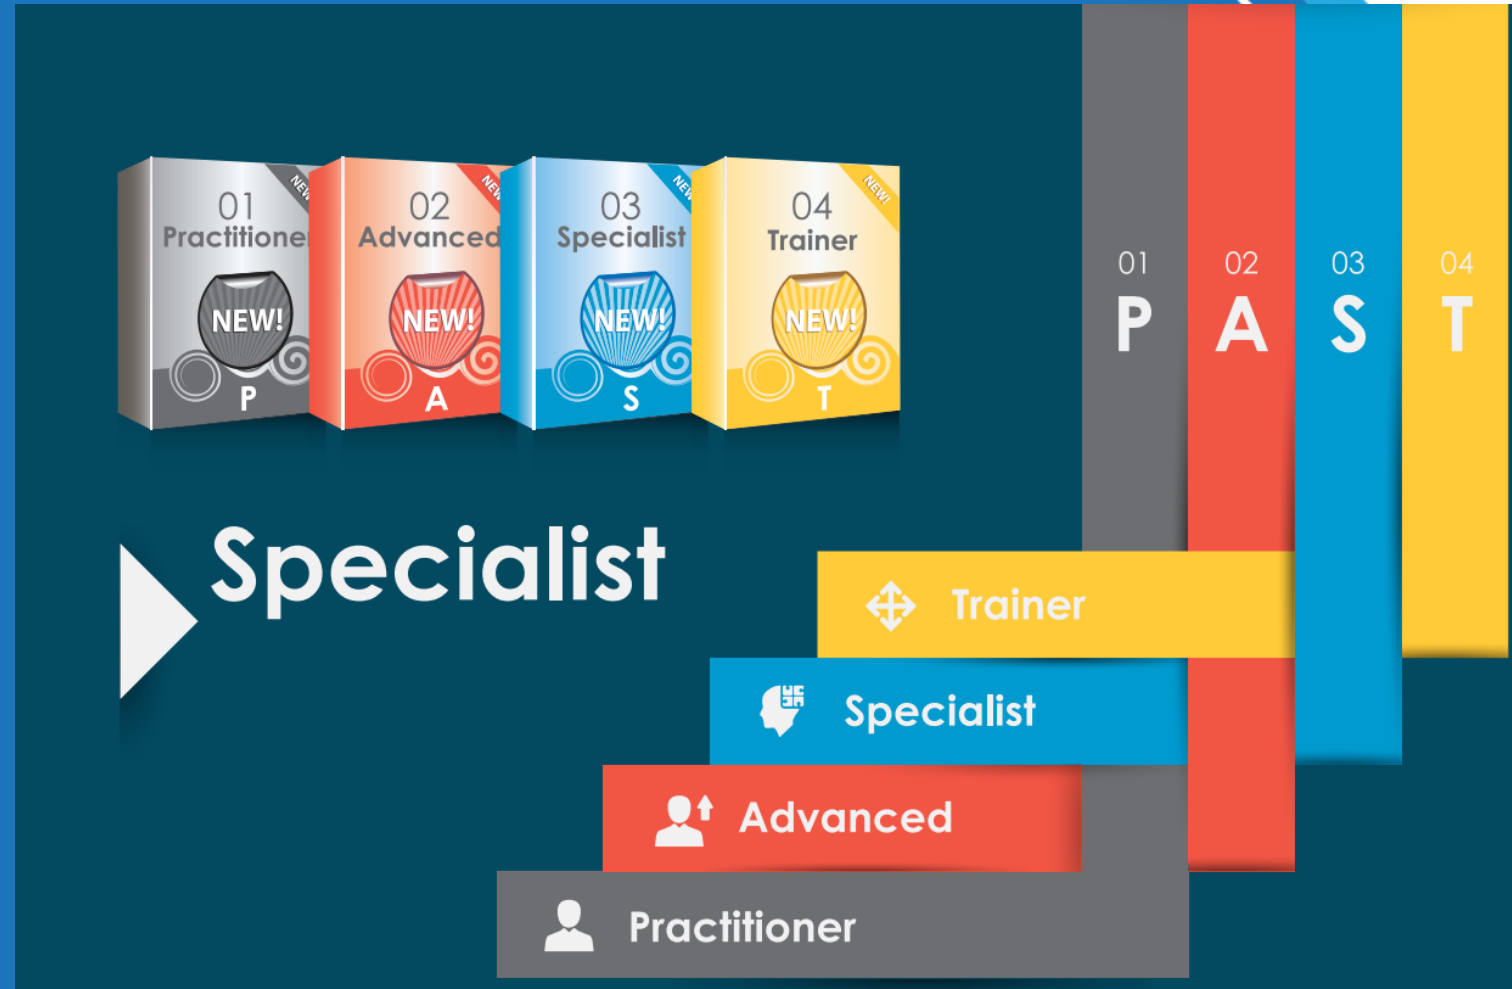 01
Practitioner
NEW!
NEW!
P
02
Advanced
NEW!
NEW!
A
03
Specialist
NEW!
NEW!
S
04
Trainer
NEW!
NEW!
T
01 02 03 04
P A S T
Specialist
Trainer
Specialist
Advanced
Practitioner